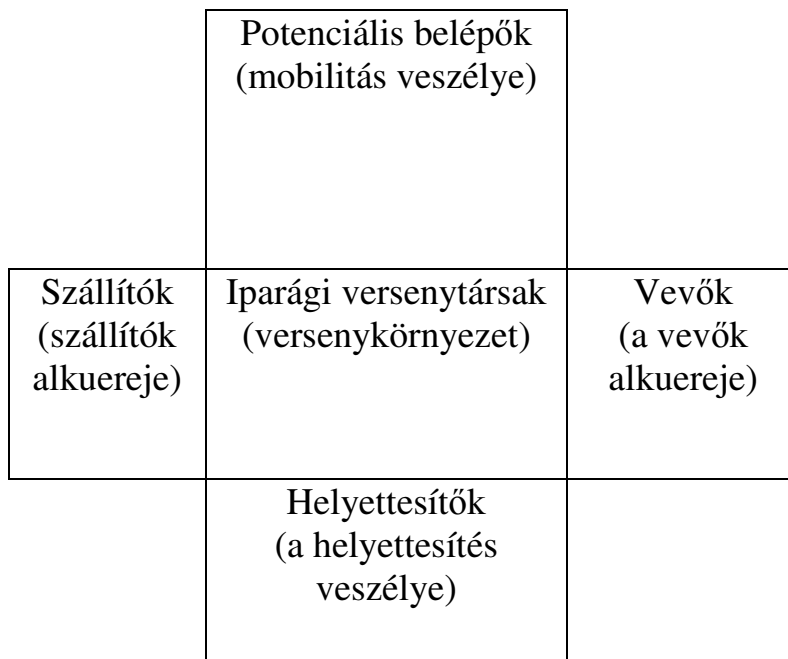 Potenciális belépők
(mobilitás veszélye)
Szállítók
(szállítók
alkuereje)
Iparági versenytársak
(versenykörnyezet)
Vevők
(a vevők
alkuereje)
Helyettesítők
(a helyettesítés
veszélye)